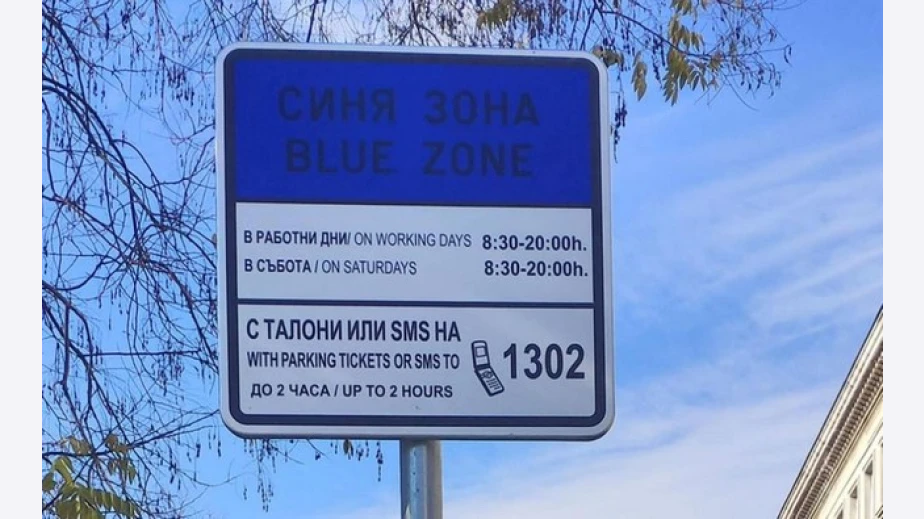 СИНЯ ЗОНА
BLUE ZONE
В РАБОТНИ ДНИ/ ON WORKING DAYS 8:30-20:00h.
В СЪБОТА / ON SATURDAYS 8:30-20:00h.
С ТАЛОНИ ИЛИ SMS НА
WITH PARKING TICKETS OR SMS TO 1302
ДО 2 ЧАСА / UP TO 2 HOURS